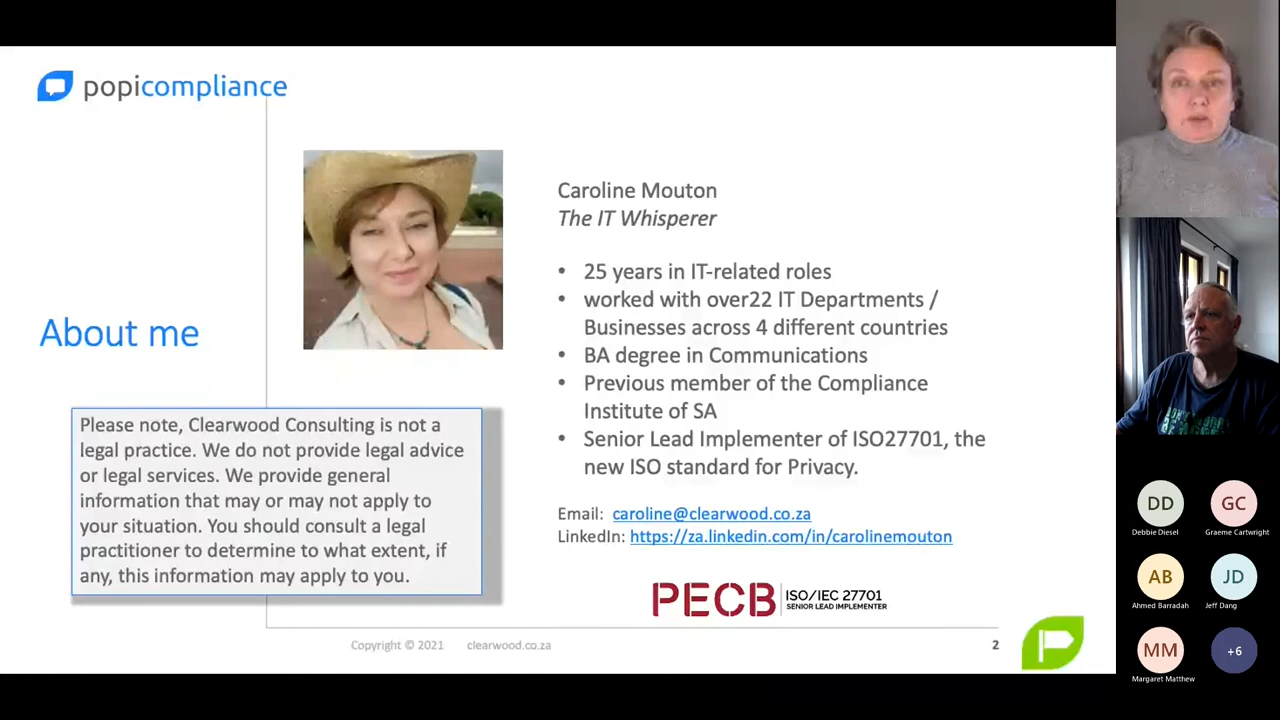 popicompliance
Caroline Mouton
The IT Whisperer
• 25 years in IT-related roles
• worked with over22 IT Departments /
Businesses across 4 different countries
• BA degree in Communications
• Previous member of the Compliance
Institute of SA
• Senior Lead Implementer of ISO27701, the
new ISO standard for Privacy.
Email: caroline@clearwood.co.za
LinkedIn: https://za.linkedin.com/in/carolinemouton
About me
Please note, Clearwood Consulting is not a
legal practice. We do not provide legal advice
or legal services. We provide general
information that may or may not apply to
your situation. You should consult a legal
practitioner to determine to what extent, if
any, this information may apply to you.
PECB ISO/IEC 27701
SENIOR LEAD IMPLEMENTER
Copyright © 2021 clearwood.co.za
2
DD
Debbie Diesel
GC
Graeme Cartwright
AB
Ahmed Barradah
JD
Jeff Dang
MM
Margaret Matthew
+6